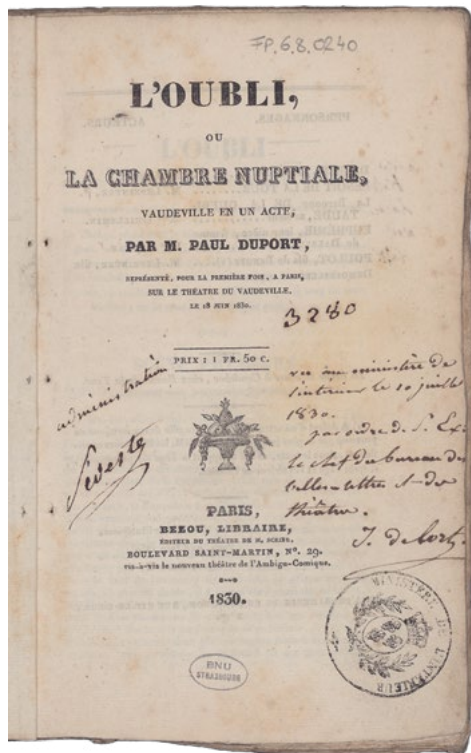 FP.6.8.0240
L'OUBLI,
OU
LA CHAMBRE NUPTIALE,
VAUDEVILLE EN UN ACTE,
PAR M. PAUL DUPORT,
REPRÉSENTÉ, POUR LA PREMIÈRE FOIS, A PARIS,
SUR LE THÉATRE DU VAUDEVILLE.
LE 18 JUIN 1830.
3280
PRIX : 1 FR. 50 C.
administration
Seveste
vu au ministère de
l'intérieur le 10 juillet
1830.
par ordre de S. Ex.
le chef du bureau des
belles lettres et des
théâtres.
PARIS,
BEZOU, LIBRAIRE,
ÉDITEUR DU THÉATRE DE M. SCRIBE,
BOULEVARD SAINT-MARTIN, N°. 29.
vis-à-vis le nouveau théâtre de l'Ambigu-Comique.
1830.
MINISTÈRE DE L'INTÉRIEUR
BNU
STRASBOURG